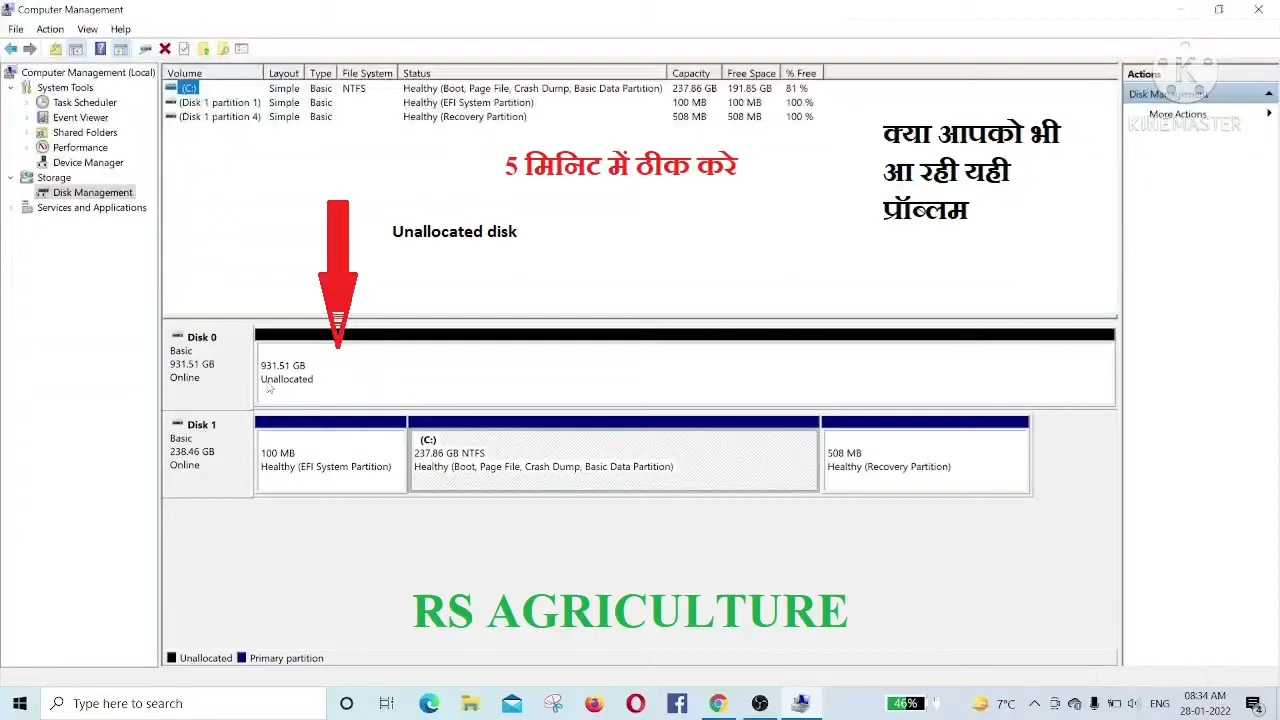 Computer Management
File Action View Help
Computer Management (Local)
System Tools
Task Scheduler
Event Viewer
Shared Folders
Performance
Device Manager
Storage
Disk Management
Services and Applications
Volume Layout Type File System Status Capacity Free Space % Free
(C:) Simple Basic NTFS Healthy (Boot, Page File, Crash Dump, Basic Data Partition) 237.86 GB 191.85 GB 81 %
(Disk 1 partition 1) Simple Basic Healthy (EFI System Partition) 100 MB 100 MB 100 %
(Disk 1 partition 4) Simple Basic Healthy (Recovery Partition) 508 MB 508 MB 100 %
5 मिनिट में ठीक करे
क्या आपको भी
आ रही यही
प्रॉब्लम
Unallocated disk
Actions
Disk Management
More Actions
K
KINEMASTER
Disk 0
Basic
931.51 GB
Online
931.51 GB
Unallocated
Disk 1
Basic
238.46 GB
Online
100 MB
Healthy (EFI System Partition)
(C:)
237.86 GB NTFS
Healthy (Boot, Page File, Crash Dump, Basic Data Partition)
508 MB
Healthy (Recovery Partition)
RS AGRICULTURE
Unallocated Primary partition
Type here to search
46%
7°C
ENG
08:34 AM
28-01-2022
4